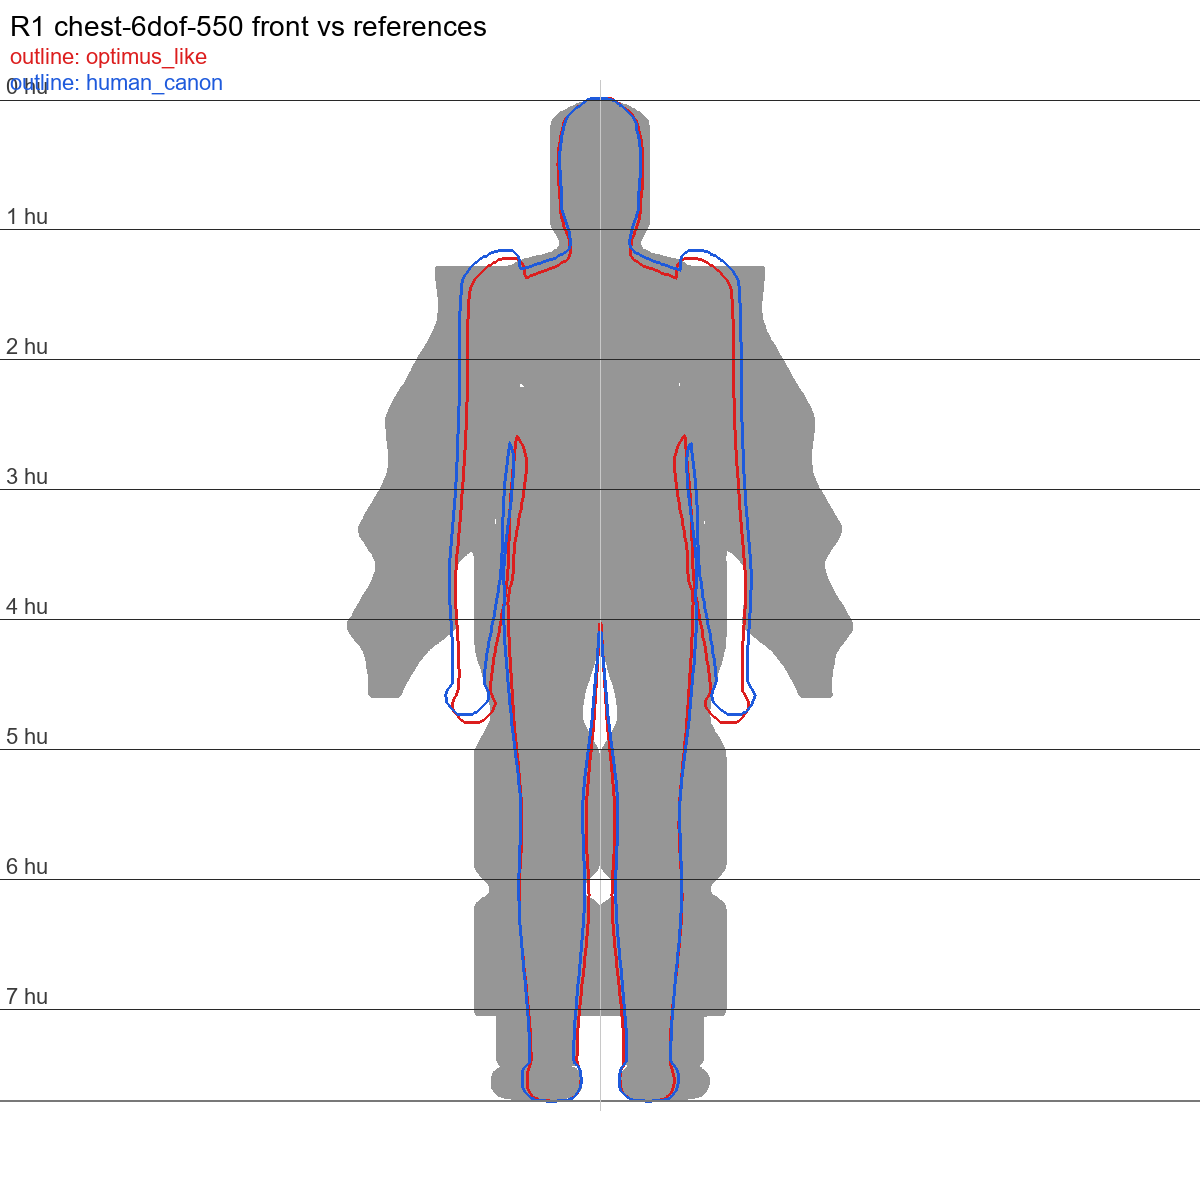 R1 chest-6dof-550 front vs references
outline: optimus_like
outline: human_canon
0 hu
1 hu
2 hu
3 hu
4 hu
5 hu
6 hu
7 hu